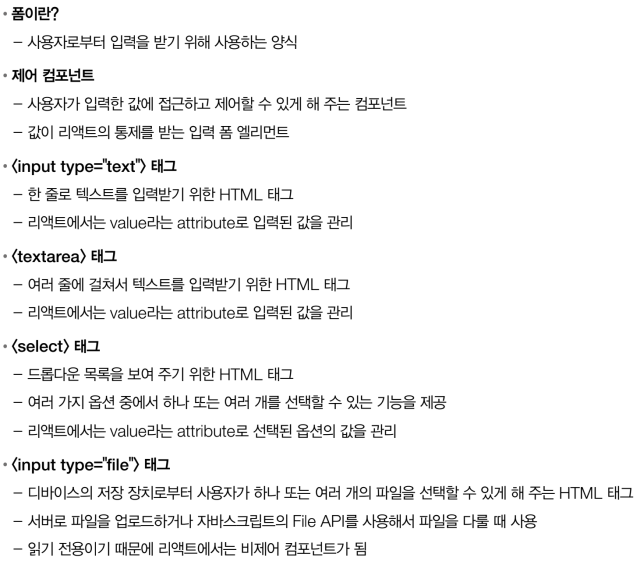 • 폼이란?
– 사용자로부터 입력을 받기 위해 사용하는 양식
• 제어 컴포넌트
– 사용자가 입력한 값에 접근하고 제어할 수 있게 해 주는 컴포넌트
– 값이 리액트의 통제를 받는 입력 폼 엘리먼트
• 〈input type="text"〉 태그
– 한 줄로 텍스트를 입력받기 위한 HTML 태그
– 리액트에서는 value라는 attribute로 입력된 값을 관리
• 〈textarea〉 태그
– 여러 줄에 걸쳐서 텍스트를 입력받기 위한 HTML 태그
– 리액트에서는 value라는 attribute로 입력된 값을 관리
• 〈select〉 태그
– 드롭다운 목록을 보여 주기 위한 HTML 태그
– 여러 가지 옵션 중에서 하나 또는 여러 개를 선택할 수 있는 기능을 제공
– 리액트에서는 value라는 attribute로 선택된 옵션의 값을 관리
• 〈input type="file"〉 태그
– 디바이스의 저장 장치로부터 사용자가 하나 또는 여러 개의 파일을 선택할 수 있게 해 주는 HTML 태그
– 서버로 파일을 업로드하거나 자바스크립트의 File API를 사용해서 파일을 다룰 때 사용
– 읽기 전용이기 때문에 리액트에서는 비제어 컴포넌트가 됨